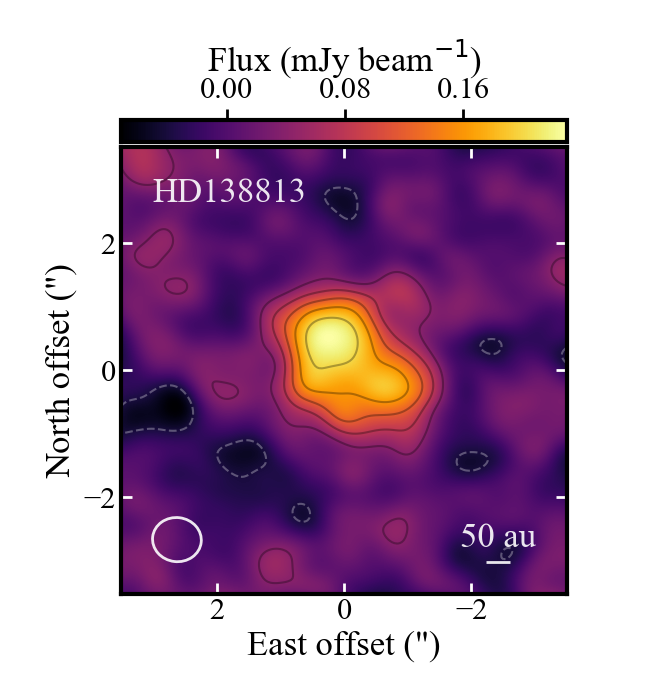 Flux (mJy beam⁻¹)
0.00 0.08 0.16
HD138813
2
0
−2
North offset (")
50 au
2 0 −2
East offset (")